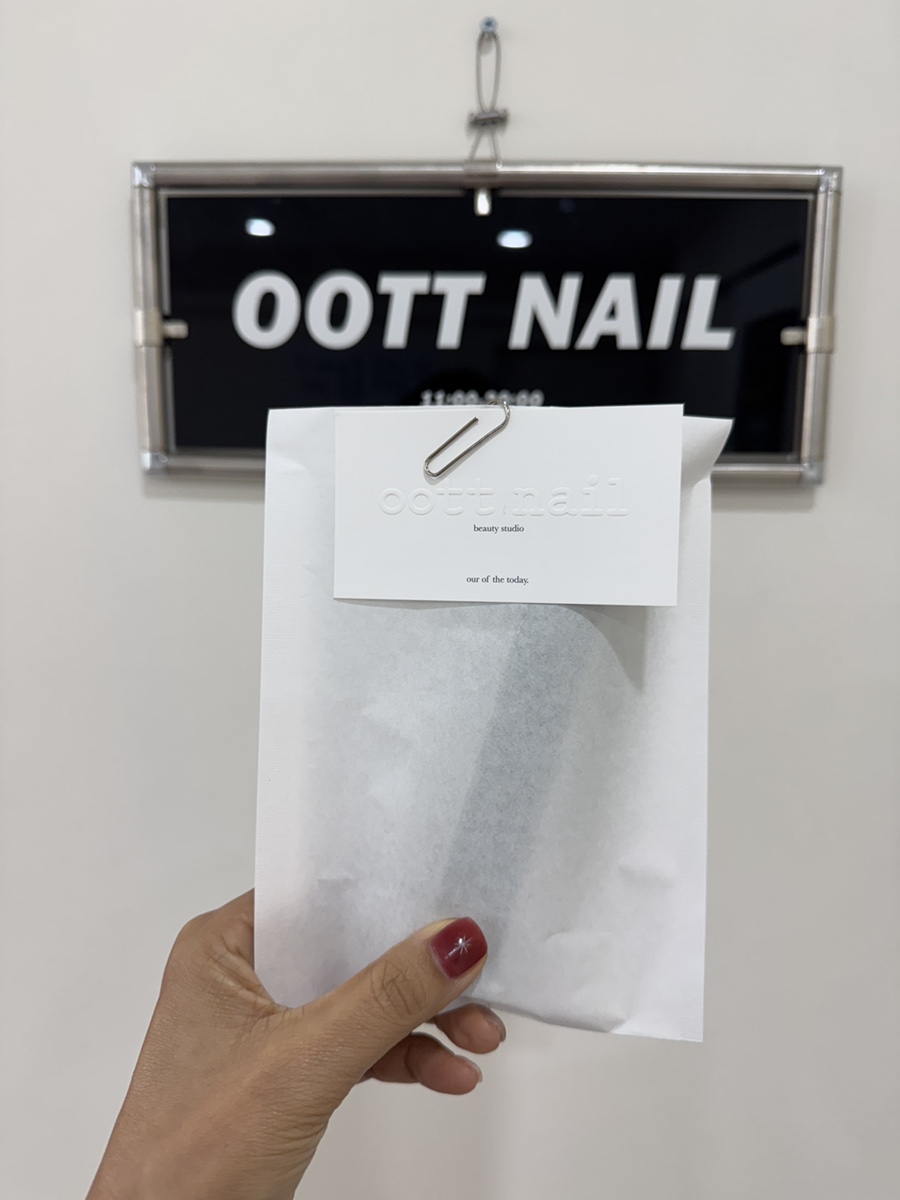 OOTT NAIL
oott nail
beauty studio
our of the today.